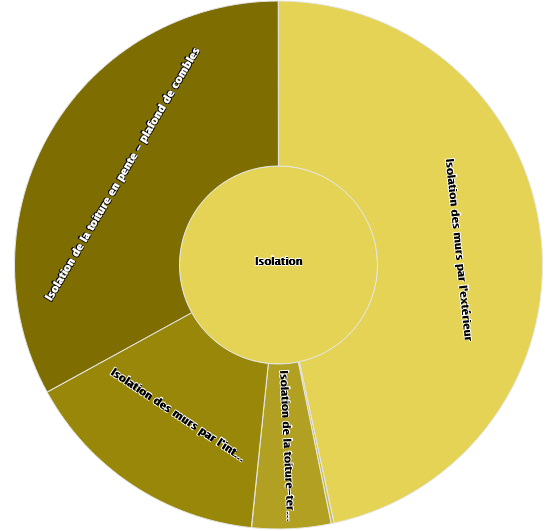 Isolation de la toiture en pente - plafond de combles
Isolation des murs par l'extérieur
Isolation
Isolation des murs par l'int...
Isolation de la toiture-ter...